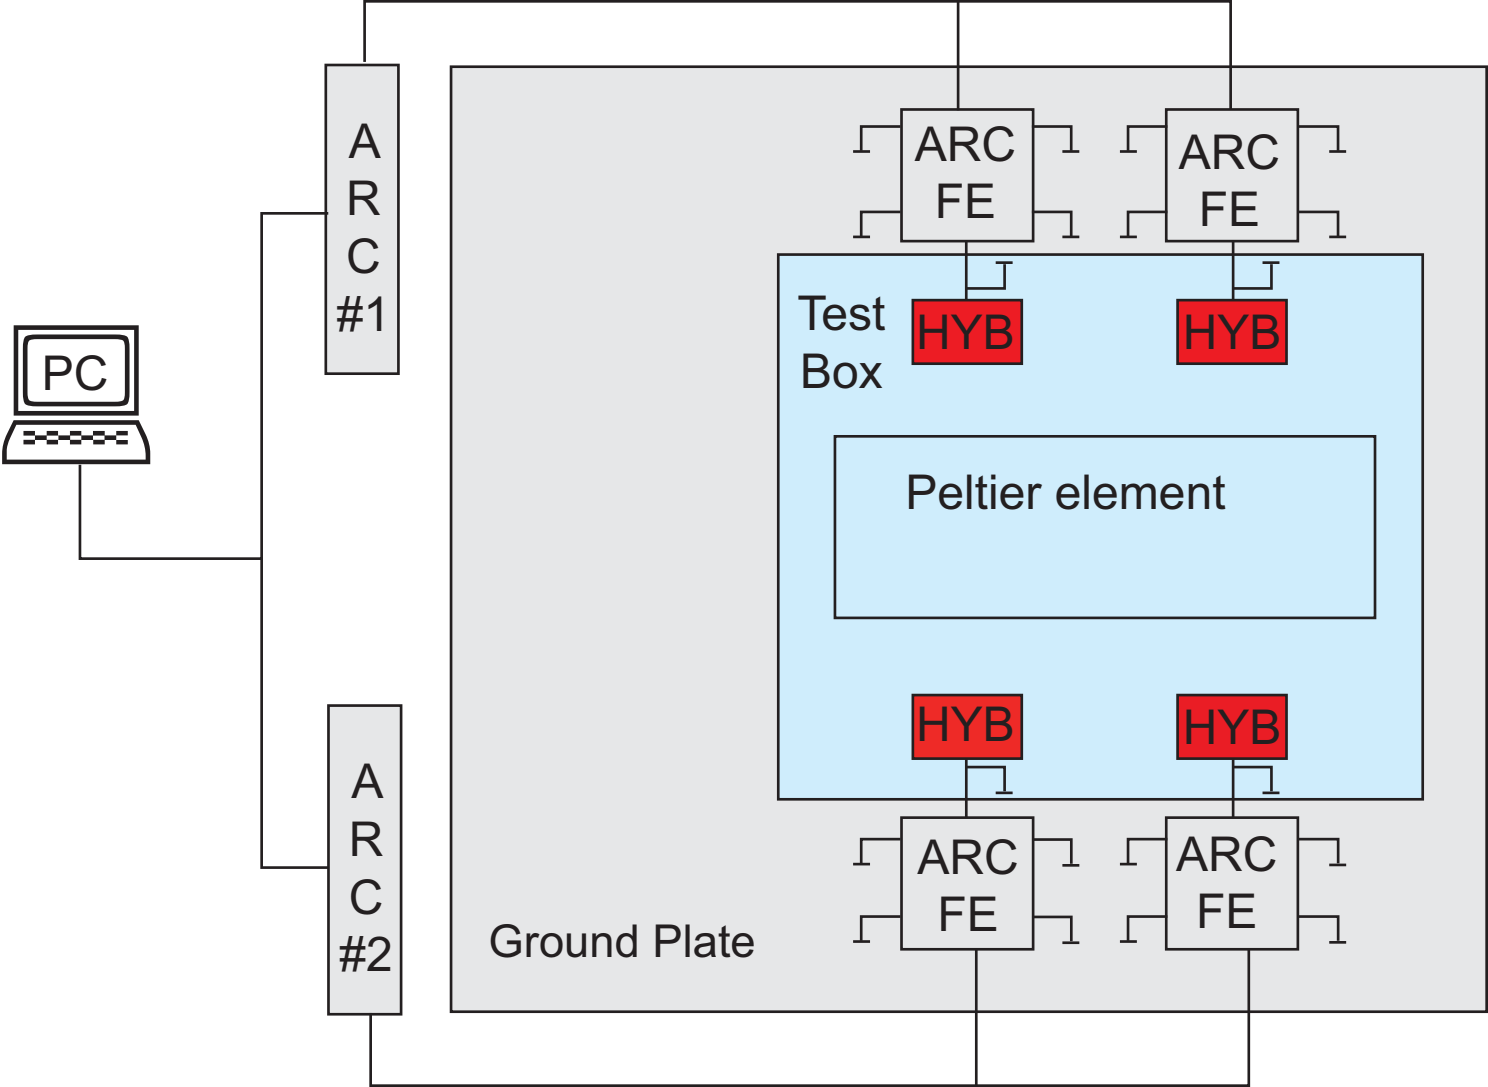 PC
A
R
C
#1
A
R
C
#2
ARC
FE
ARC
FE
Test
Box
HYB
HYB
Peltier element
HYB
HYB
ARC
FE
ARC
FE
Ground Plate